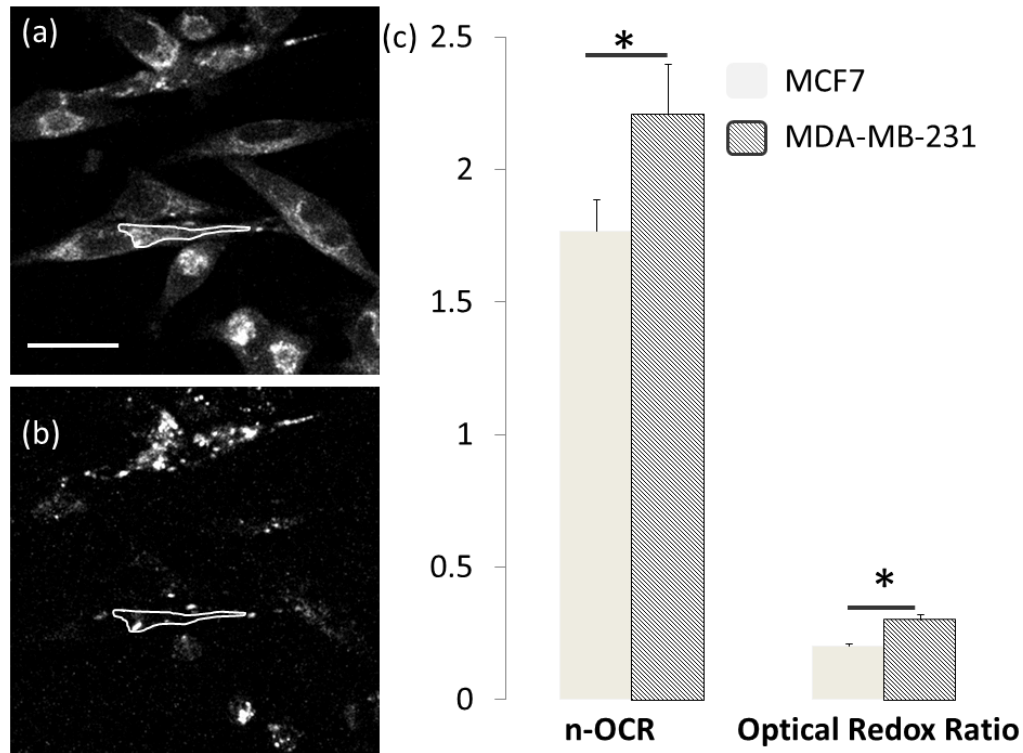 (a)
(b)
(c)
2.5
2
1.5
1
0.5
0
*
*
MCF7
MDA-MB-231
n-OCR
Optical Redox Ratio